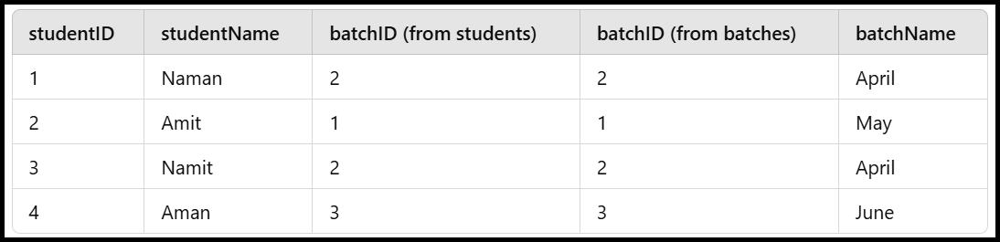 studentID studentName batchID (from students) batchID (from batches) batchName
1 Naman 2 2 April
2 Amit 1 1 May
3 Namit 2 2 April
4 Aman 3 3 June